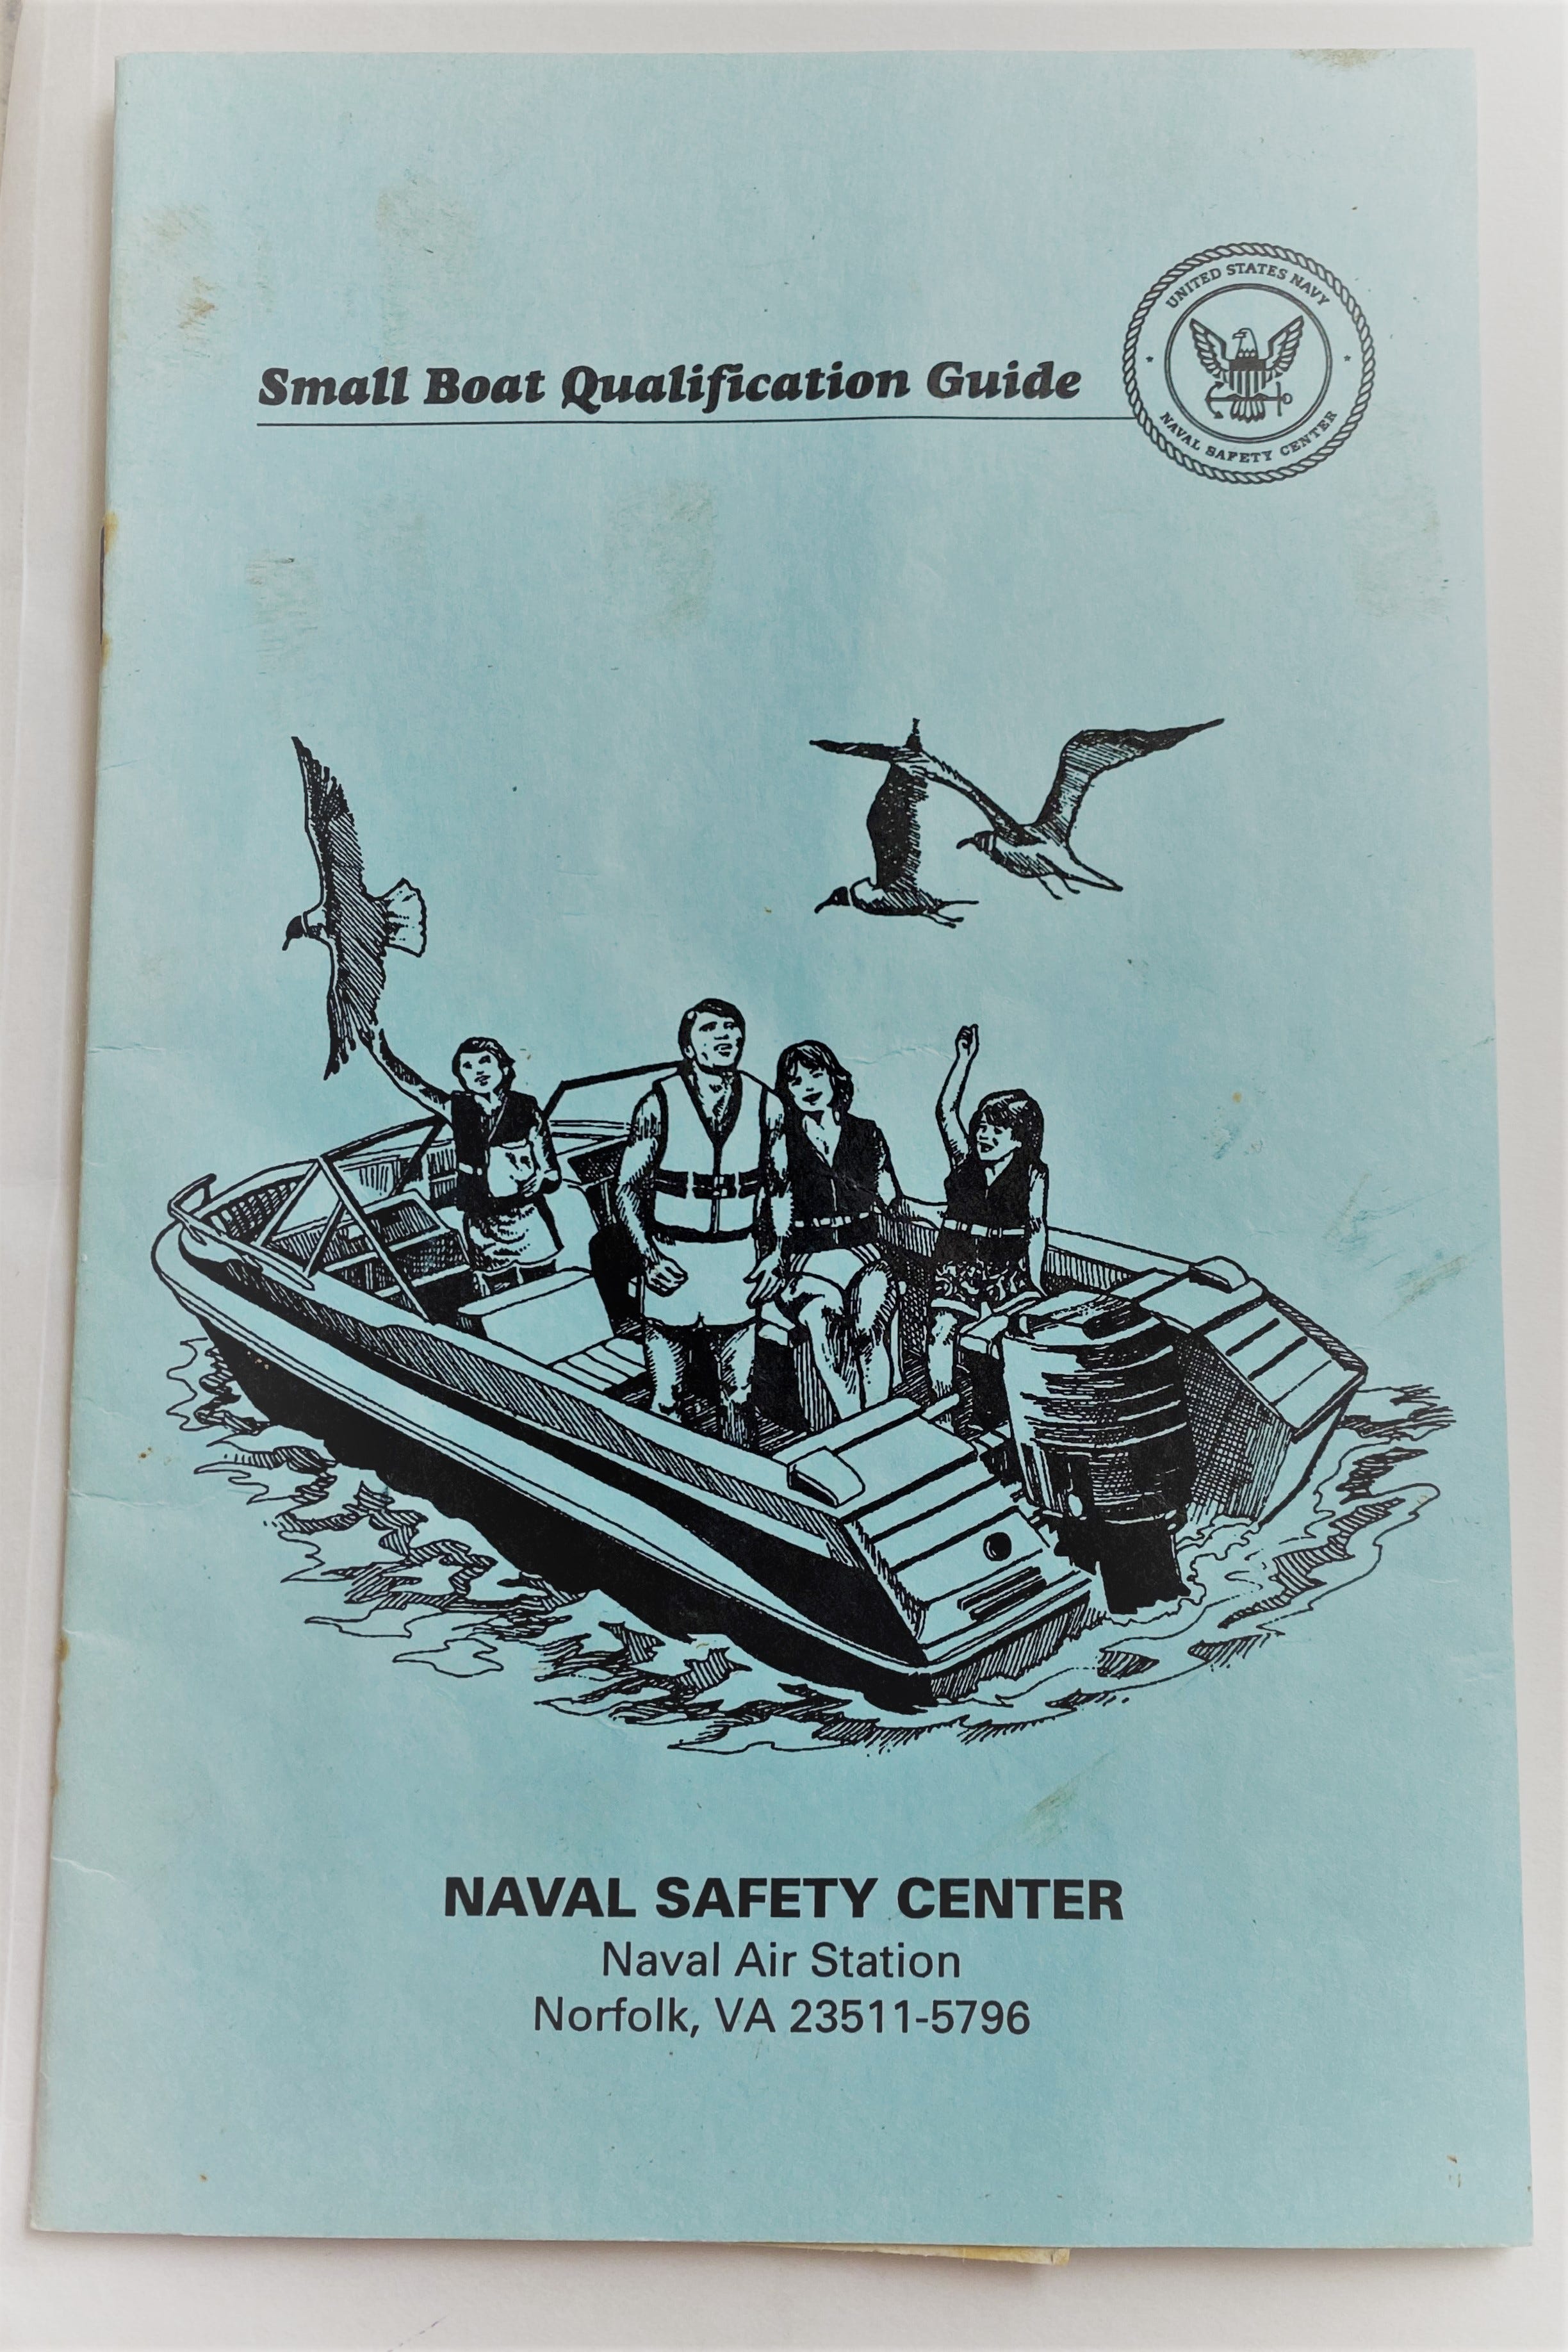 Small Boat Qualification Guide
UNITED STATES NAVY
NAVAL SAFETY CENTER
NAVAL SAFETY CENTER
Naval Air Station
Norfolk, VA 23511-5796